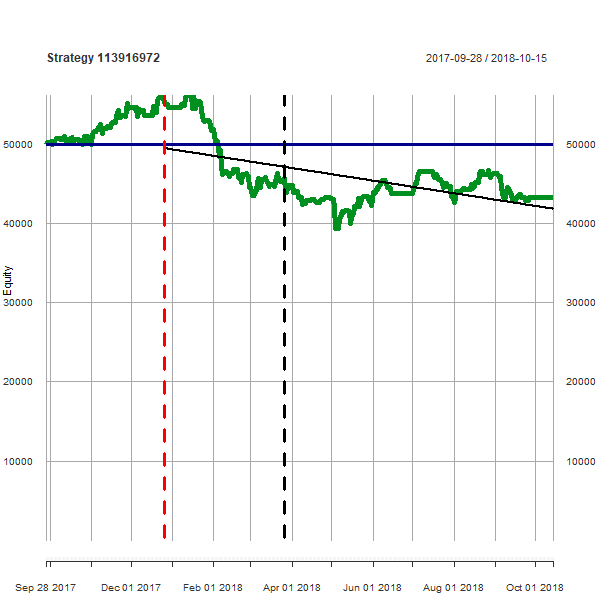 Strategy 113916972 2017-09-28 / 2018-10-15
50000 50000
40000 40000
Equity
30000 30000
20000 20000
10000 10000
Sep 28 2017 Dec 01 2017 Feb 01 2018 Apr 01 2018 Jun 01 2018 Aug 01 2018 Oct 01 2018